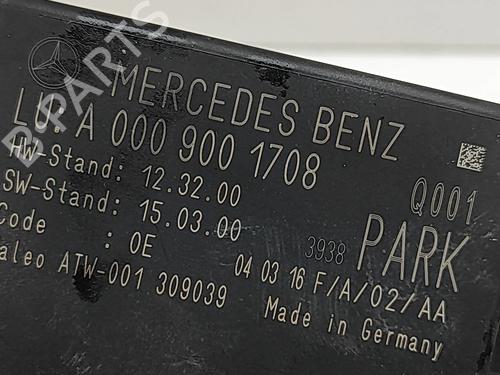 MERCEDES BENZ
LU: A 000 900 1708
HW-Stand: 12.32.00
SW-Stand: 15.03.00
Code : 0E
aleo ATW-001 309039
Q001
3938 PARK
04 03 16 F/A/02/AA
Made in Germany
B-PARTS